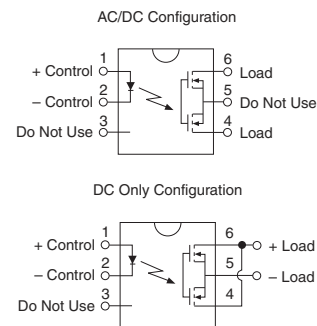 AC/DC Configuration
1
+ Control
2
– Control
3
Do Not Use
6
Load
5
Do Not Use
4
Load
DC Only Configuration
1
+ Control
2
– Control
3
Do Not Use
6
+ Load
5
– Load
4